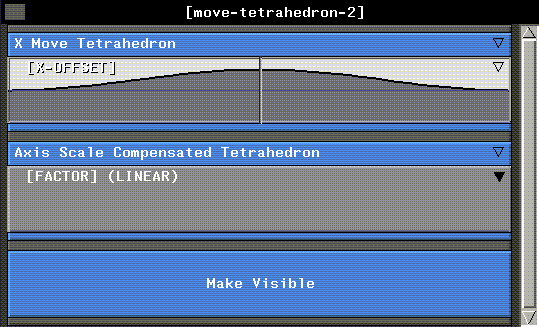 [move-tetrahedron-2]
X Move Tetrahedron
[X-OFFSET]
Axis Scale Compensated Tetrahedron
[FACTOR] (LINEAR)
Make Visible